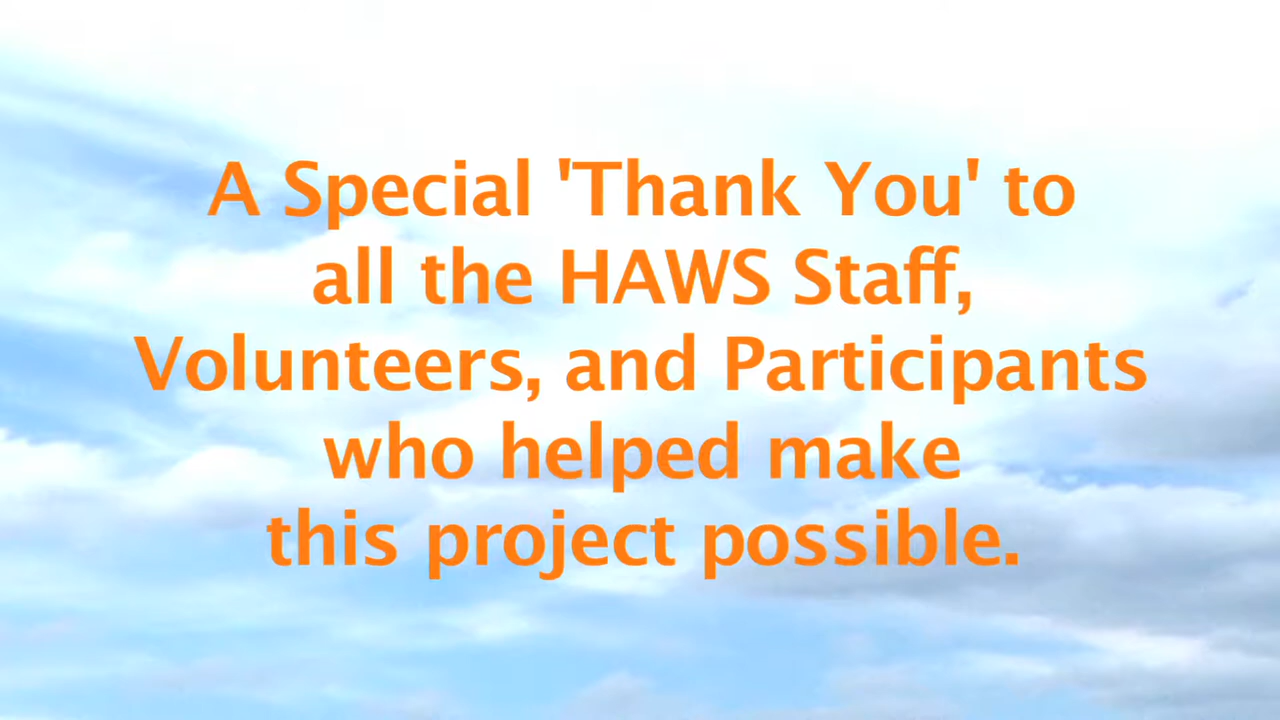 A Special 'Thank You' to
all the HAWS Staff,
Volunteers, and Participants
who helped make
this project possible.